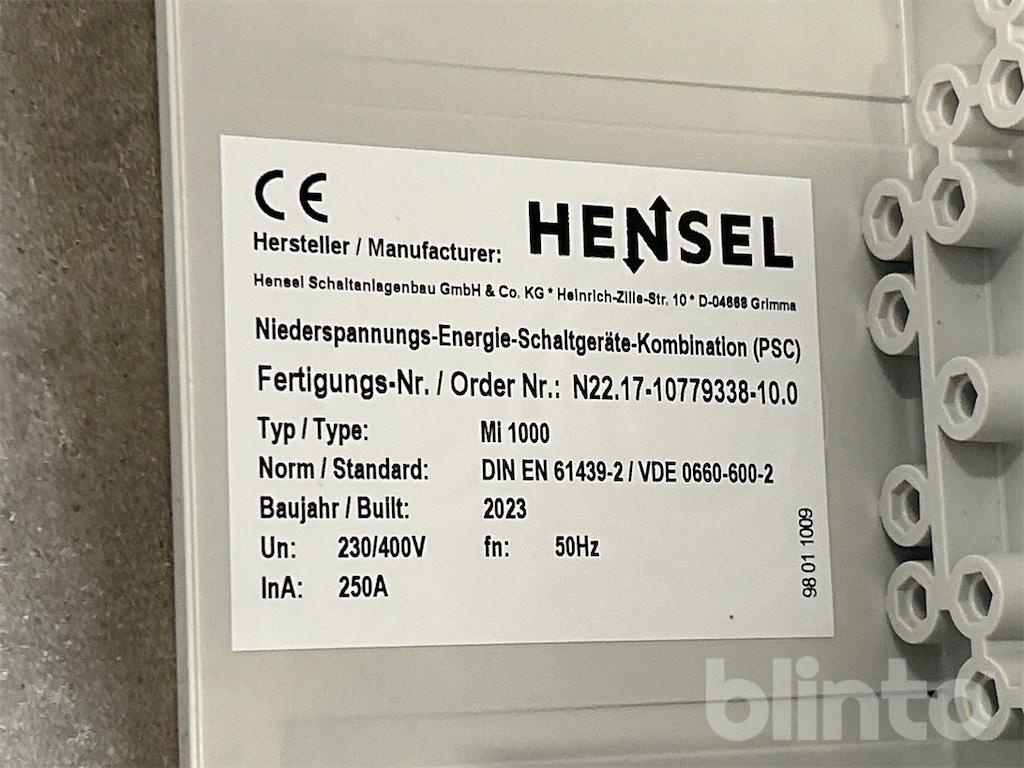 CE
HENSEL
Hersteller / Manufacturer:
Hensel Schaltanlagenbau GmbH & Co. KG * Heinrich-Zille-Str. 10 * D-04668 Grimma
Niederspannungs-Energie-Schaltgeräte-Kombination (PSC)
Fertigungs-Nr. / Order Nr.: N22.17-10779338-10.0
Typ / Type: Mi 1000
Norm / Standard: DIN EN 61439-2 / VDE 0660-600-2
Baujahr / Built: 2023
Un: 230/400V fn: 50Hz
InA: 250A
98 01 1009
blinto